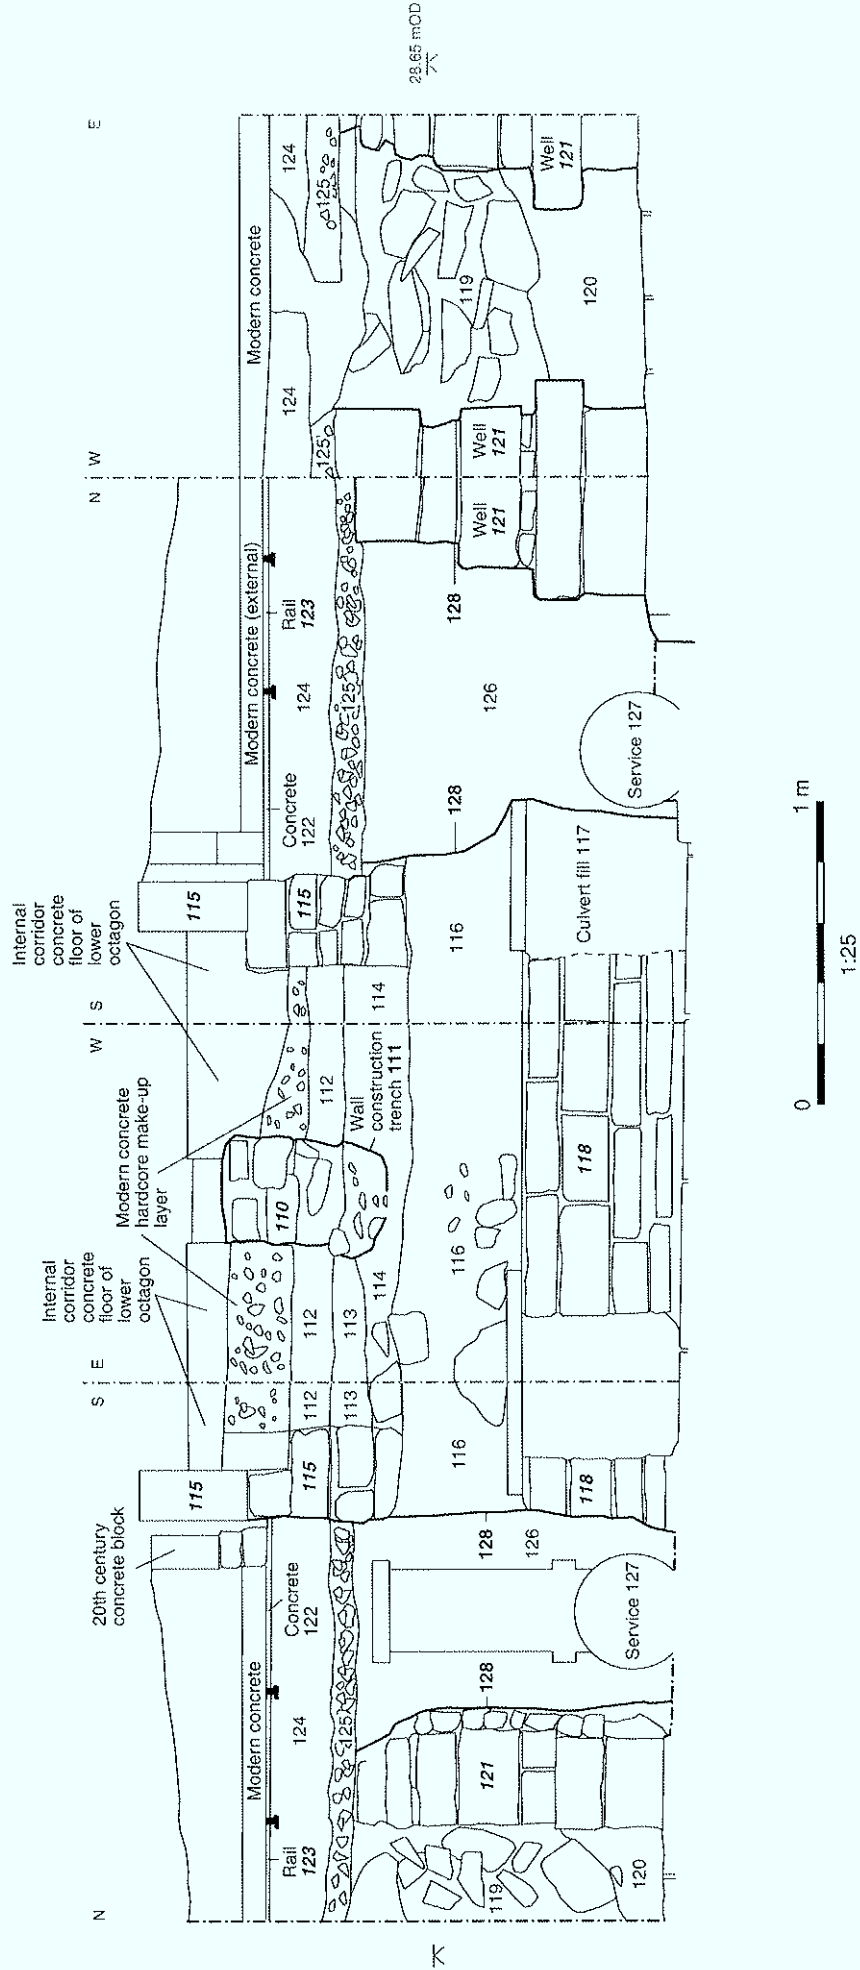 Internal
corridor
concrete
floor of
lower
octagon
Internal
corridor
concrete
floor of
lower
octagon
N
S
E
W
S
N
W
E
20th century
concrete block
Modern concrete
hardcore make-up
layer
115
115
Modern concrete
Modern concrete (external)
Modern concrete
Rail
123
124
Concrete
122
115
112
112
110
112
115
Concrete
122
124
Rail
123
124
124
125
113
113
Wall
construction
trench 111
125
125
125
114
114
28.65 mOD
119
121
128
128
126
116
116
116
128
126
128
Well
121
Well
121
119
Well
121
120
Service 127
118
118
Culvert fill 117
Service 127
120
0
1 m
1:25